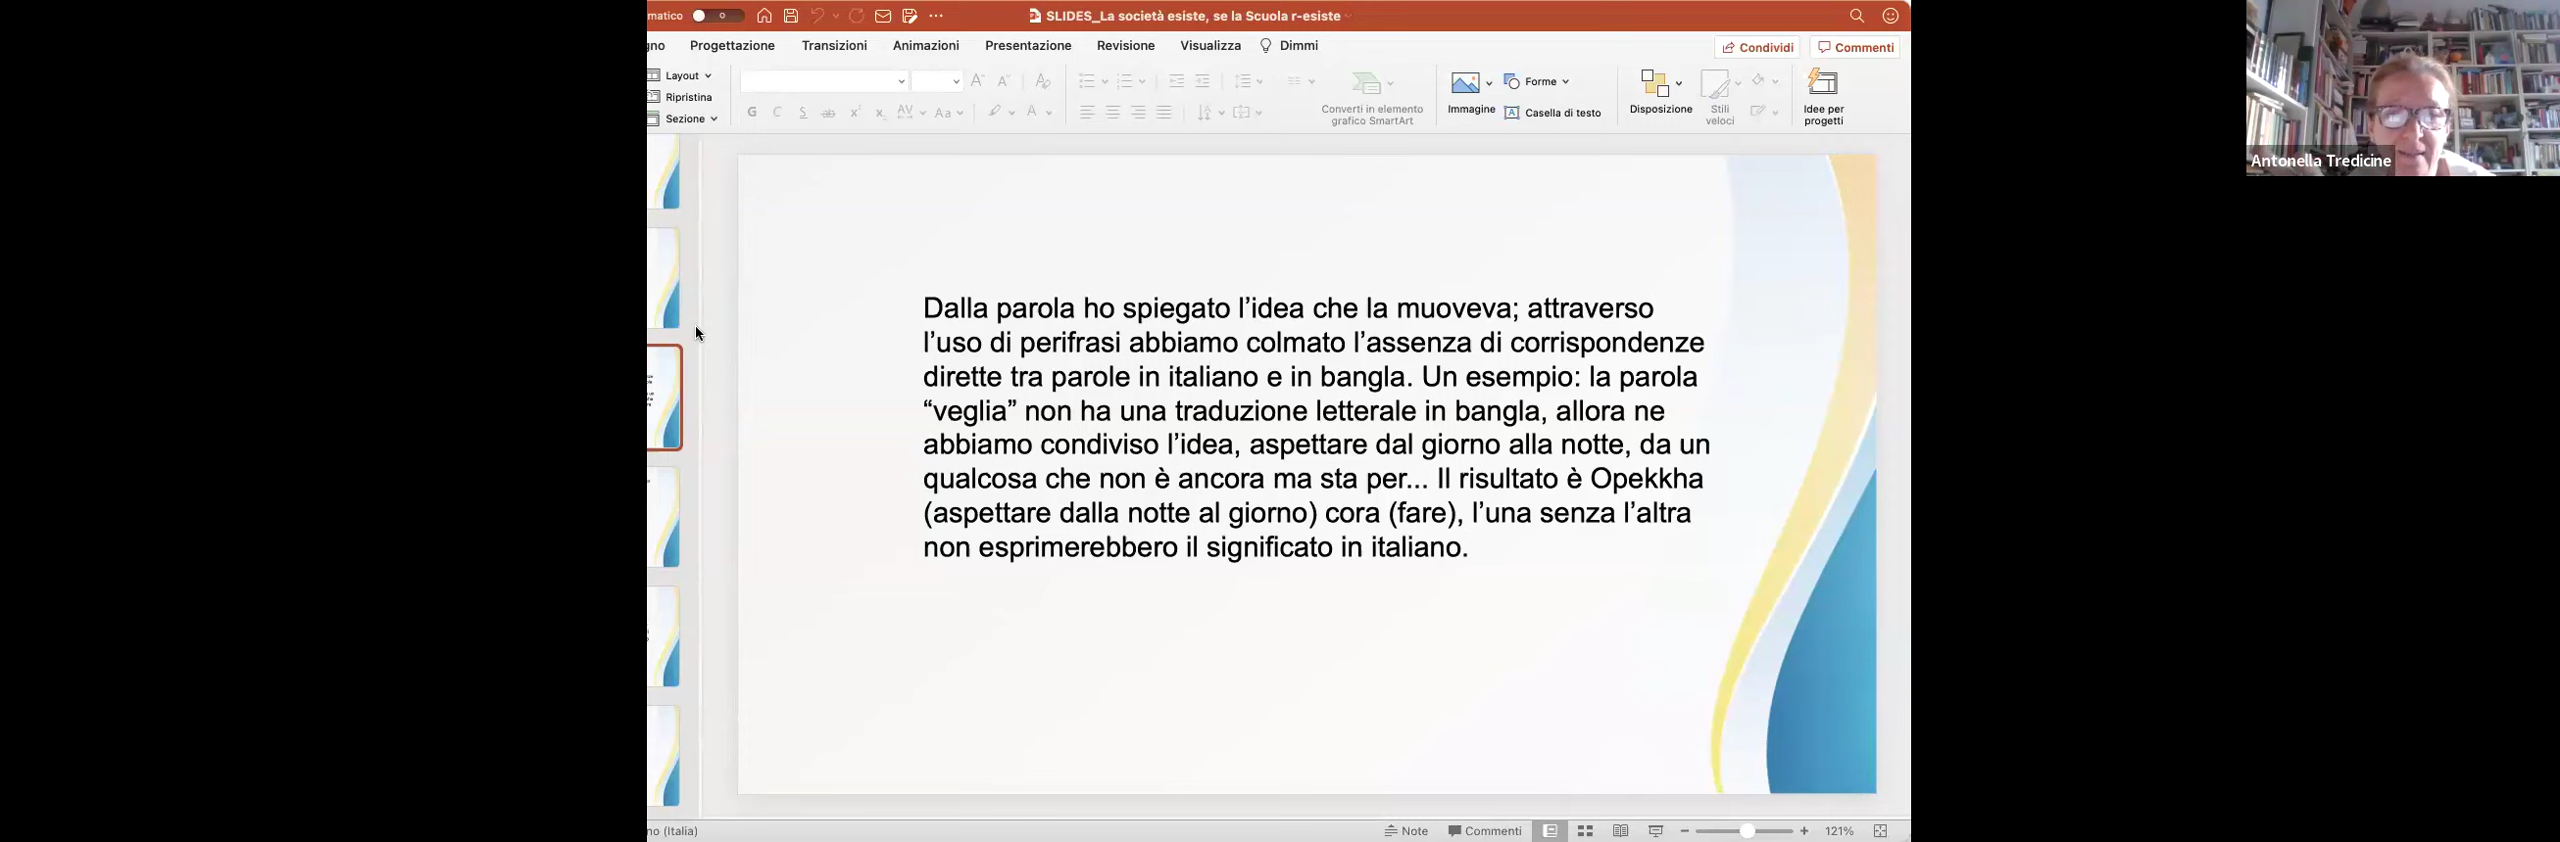 matico
SLIDES_La società esiste, se la Scuola r-esiste
gno Progettazione Transizioni Animazioni Presentazione Revisione Visualizza Dimmi
Condividi Commenti
Layout
Ripristina
Sezione
G C S ab x² x₂ AV Aa A
Converti in elemento
grafico SmartArt
Immagine
Forme
Casella di testo
Disposizione
Stili
veloci
Idee per
progetti
Antonella Tredicine
Dalla parola ho spiegato l’idea che la muoveva; attraverso
l’uso di perifrasi abbiamo colmato l’assenza di corrispondenze
dirette tra parole in italiano e in bangla. Un esempio: la parola
“veglia” non ha una traduzione letterale in bangla, allora ne
abbiamo condiviso l’idea, aspettare dal giorno alla notte, da un
qualcosa che non è ancora ma sta per... Il risultato è Opekkha
(aspettare dalla notte al giorno) cora (fare), l’una senza l’altra
non esprimerebbero il significato in italiano.
no (Italia)
Note Commenti 121%